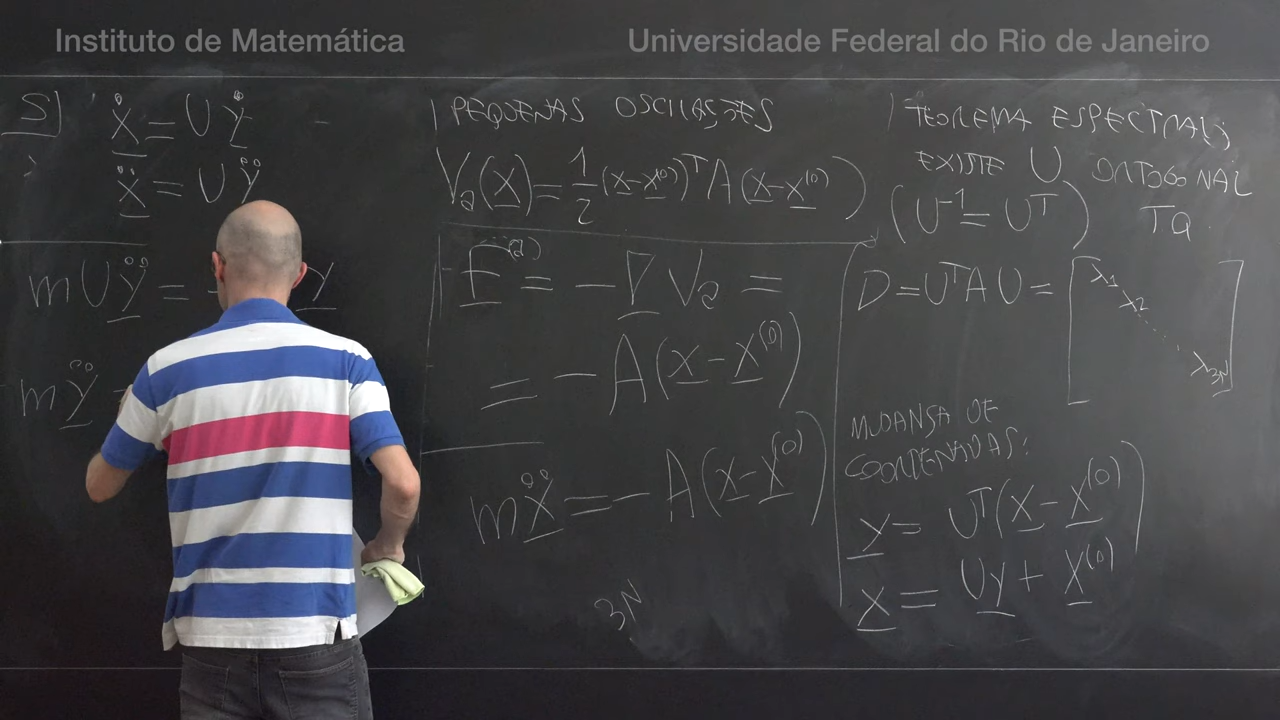 Instituto de Matemática
Universidade Federal do Rio de Janeiro
S)
Ẋ = U Ẏ
Ẍ = U Ÿ
m U Ÿ = - Y
m Ÿ
PEQUENAS OSCILAÇÕES
V₂(X) = 1/2 (X - X⁽⁰⁾)ᵀ A (X - X⁽⁰⁾)
F⁽²⁾ = - ∇ V₂ =
= - A (X - X⁽⁰⁾)
m Ẍ = - A (X - X⁽⁰⁾)
3N
TEOREMA ESPECTRAL:
EXISTE U ORTOGONAL
(U⁻¹ = Uᵀ) TQ
D = Uᵀ A U = [λ₁ λ₂ ... λ₃N]
MUDANÇA DE
COORDENADAS:
Y = Uᵀ (X - X⁽⁰⁾)
X = U Y + X⁽⁰⁾